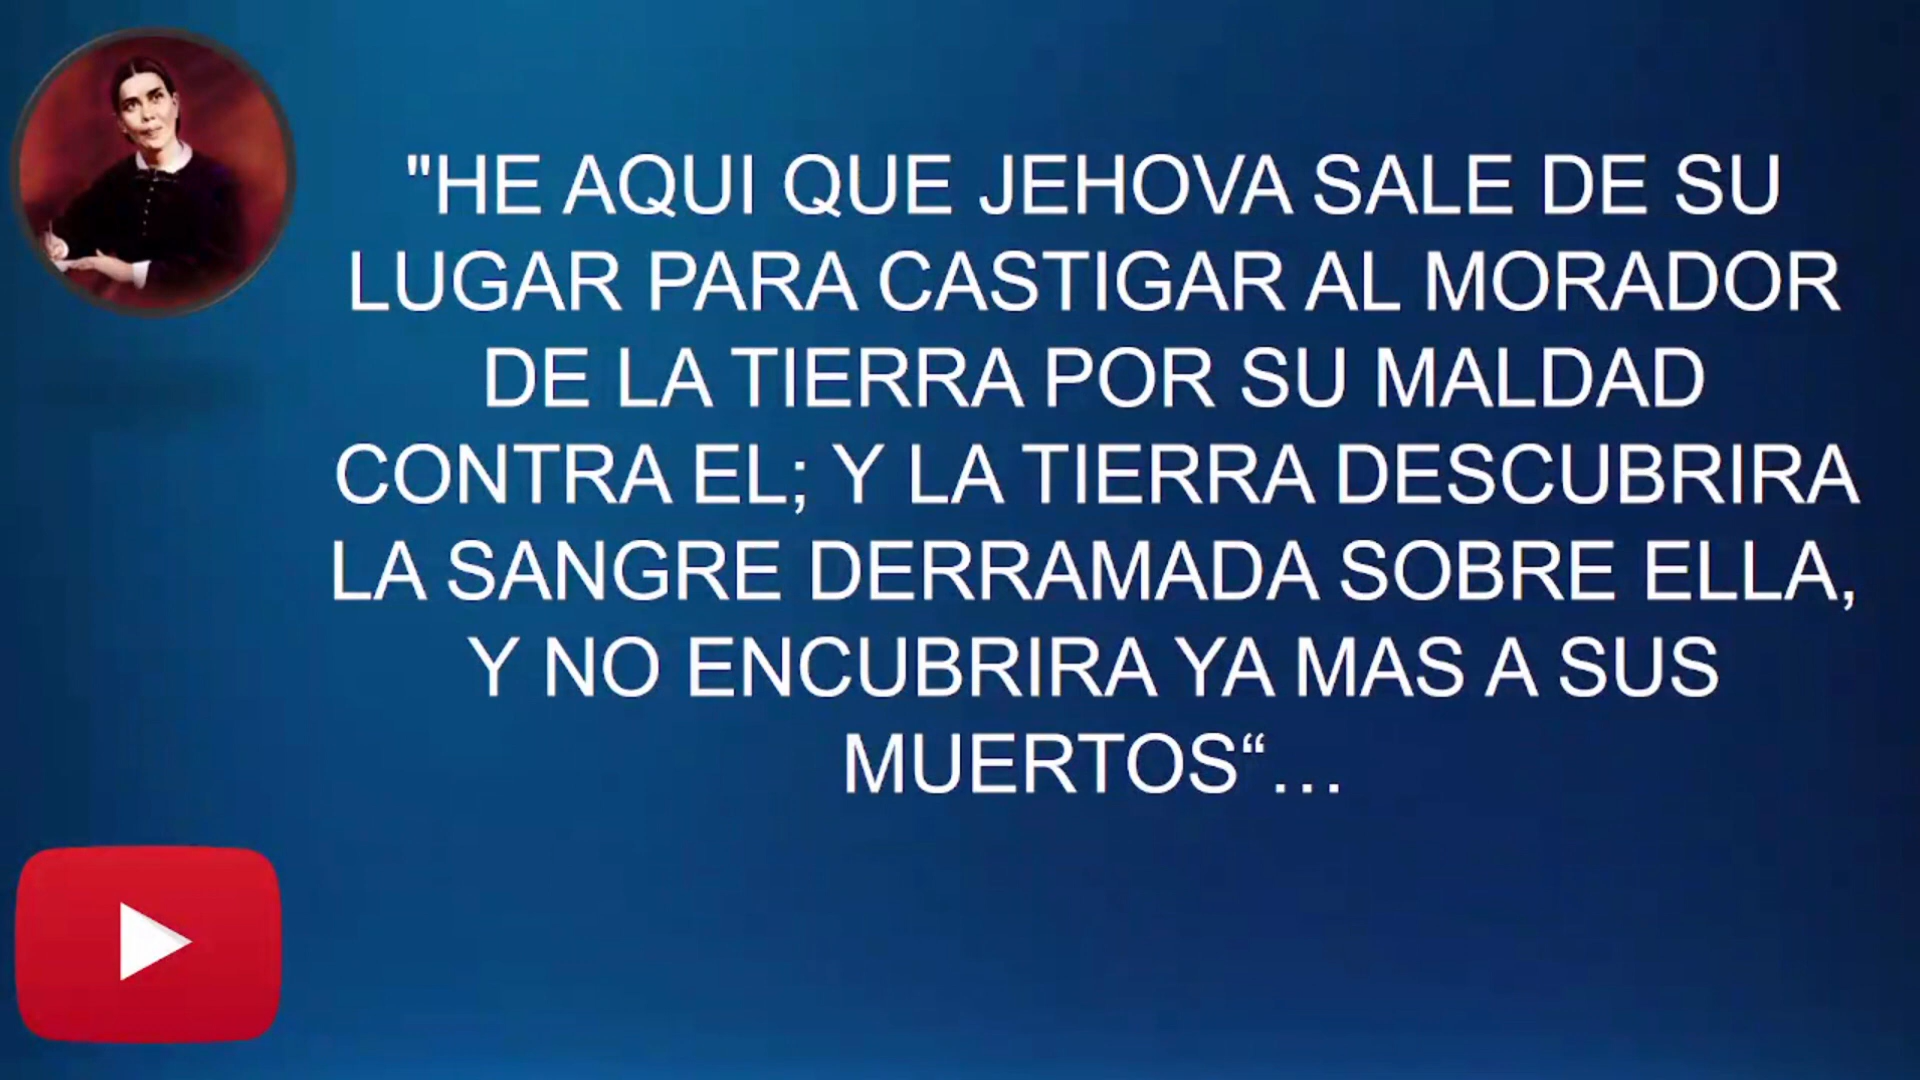 "HE AQUI QUE JEHOVA SALE DE SU
LUGAR PARA CASTIGAR AL MORADOR
DE LA TIERRA POR SU MALDAD
CONTRA EL; Y LA TIERRA DESCUBRIRA
LA SANGRE DERRAMADA SOBRE ELLA,
Y NO ENCUBRIRA YA MAS A SUS
MUERTOS“...